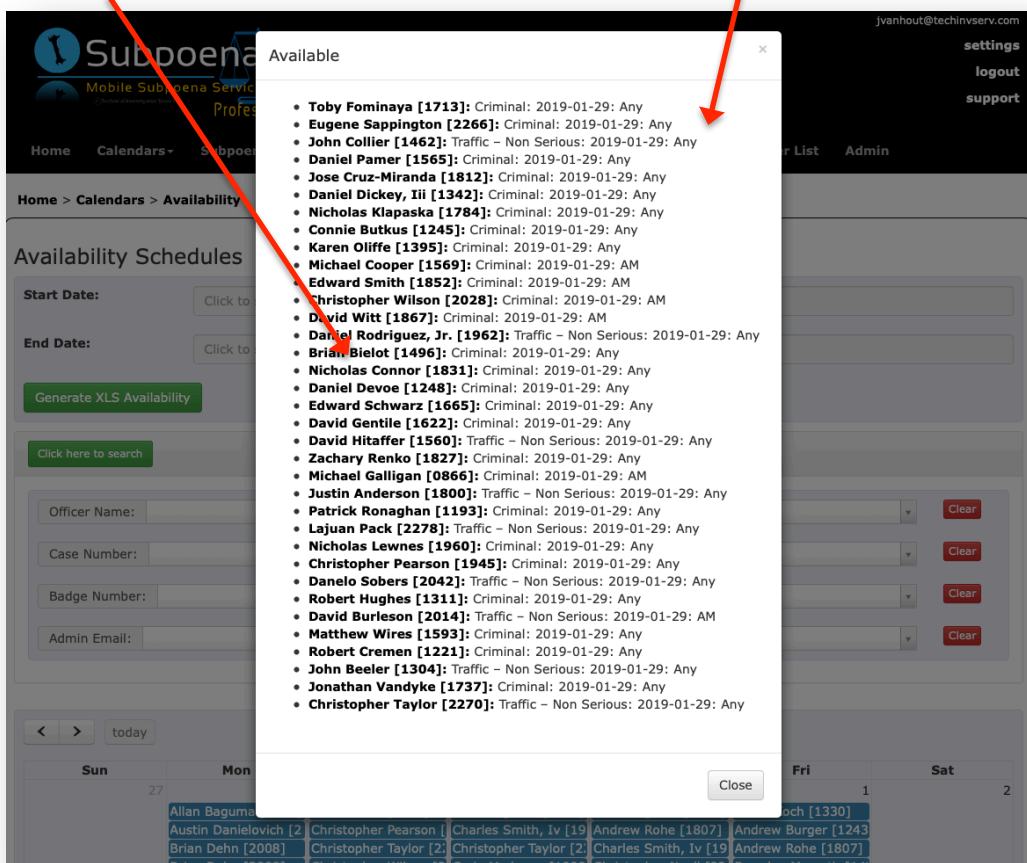 jvanhout@techinvserv.com
Subpoena
settings
logout
Mobile Subpoena Servic
support
Profes
Home Calendars Subpoen r List Admin
Home > Calendars > Availability
Availability Schedules
Start Date:
Click to
End Date:
Click to
Generate XLS Availability
Click here to search
Officer Name: Clear
Case Number: Clear
Badge Number: Clear
Admin Email: Clear
Available
×
• Toby Fominaya [1713]: Criminal: 2019-01-29: Any
• Eugene Sappington [2266]: Criminal: 2019-01-29: Any
• John Collier [1462]: Traffic – Non Serious: 2019-01-29: Any
• Daniel Pamer [1565]: Criminal: 2019-01-29: Any
• Jose Cruz-Miranda [1812]: Criminal: 2019-01-29: Any
• Daniel Dickey, Iii [1342]: Criminal: 2019-01-29: Any
• Nicholas Klapaska [1784]: Criminal: 2019-01-29: Any
• Connie Butkus [1245]: Criminal: 2019-01-29: Any
• Karen Oliffe [1395]: Criminal: 2019-01-29: Any
• Michael Cooper [1569]: Criminal: 2019-01-29: AM
• Edward Smith [1852]: Criminal: 2019-01-29: AM
• Christopher Wilson [2028]: Criminal: 2019-01-29: AM
• David Witt [1867]: Criminal: 2019-01-29: AM
• Daniel Rodriguez, Jr. [1962]: Traffic – Non Serious: 2019-01-29: Any
• Brian Bielot [1496]: Criminal: 2019-01-29: Any
• Nicholas Connor [1831]: Criminal: 2019-01-29: Any
• Daniel Devoe [1248]: Criminal: 2019-01-29: Any
• Edward Schwarz [1665]: Criminal: 2019-01-29: Any
• David Gentile [1622]: Criminal: 2019-01-29: Any
• David Hitaffer [1560]: Traffic – Non Serious: 2019-01-29: Any
• Zachary Renko [1827]: Criminal: 2019-01-29: Any
• Michael Galligan [0866]: Criminal: 2019-01-29: AM
• Justin Anderson [1800]: Traffic – Non Serious: 2019-01-29: Any
• Patrick Ronaghan [1193]: Criminal: 2019-01-29: Any
• Lajuan Pack [2278]: Traffic – Non Serious: 2019-01-29: Any
• Nicholas Lewnes [1960]: Criminal: 2019-01-29: Any
• Christopher Pearson [1945]: Criminal: 2019-01-29: Any
• Danelo Sobers [2042]: Traffic – Non Serious: 2019-01-29: Any
• Robert Hughes [1311]: Criminal: 2019-01-29: Any
• David Burleson [2014]: Traffic – Non Serious: 2019-01-29: AM
• Matthew Wires [1593]: Criminal: 2019-01-29: Any
• Robert Cremen [1221]: Criminal: 2019-01-29: Any
• John Beeler [1304]: Traffic – Non Serious: 2019-01-29: Any
• Jonathan Vandyke [1737]: Criminal: 2019-01-29: Any
• Christopher Taylor [2270]: Traffic – Non Serious: 2019-01-29: Any
Close
< > today
Sun Mon Fri Sat
27 1 2
Allan Baguma och [1330]
Austin Danielovich [2 Christopher Pearson [ Charles Smith, Iv [19 Andrew Rohe [1807] Andrew Burger [1243
Brian Dehn [2008] Christopher Taylor [2 Christopher Taylor [2 Charles Smith, Iv [19 Andrew Rohe [1807]